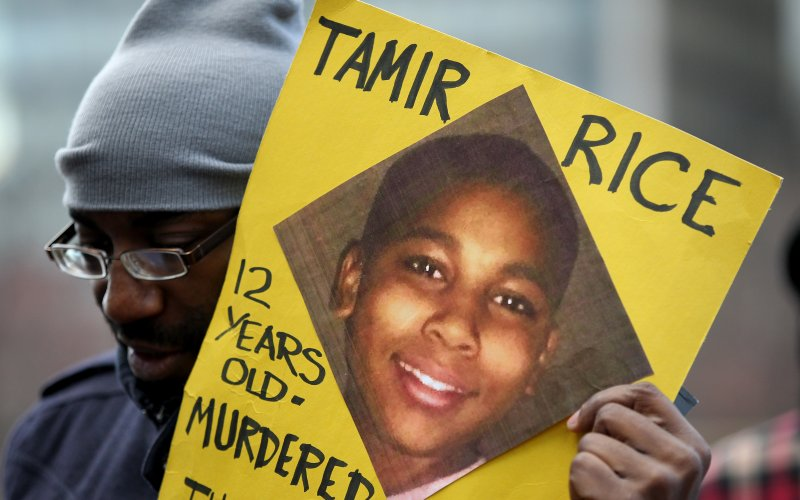 TAMIR RICE
12
YEARS
OLD.
MURDERED